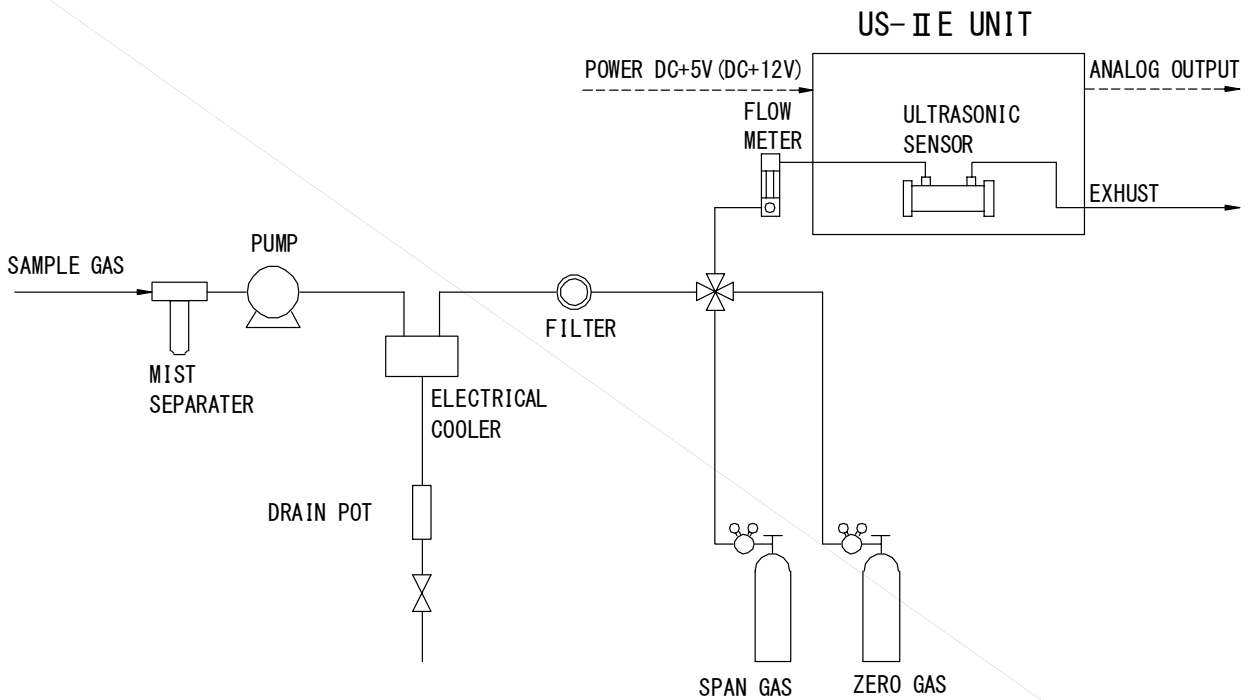 US-ⅡE UNIT
POWER DC+5V(DC+12V)
ANALOG OUTPUT
FLOW
METER
ULTRASONIC
SENSOR
EXHUST
PUMP
SAMPLE GAS
FILTER
MIST
SEPARATER
ELECTRICAL
COOLER
DRAIN POT
SPAN GAS
ZERO GAS